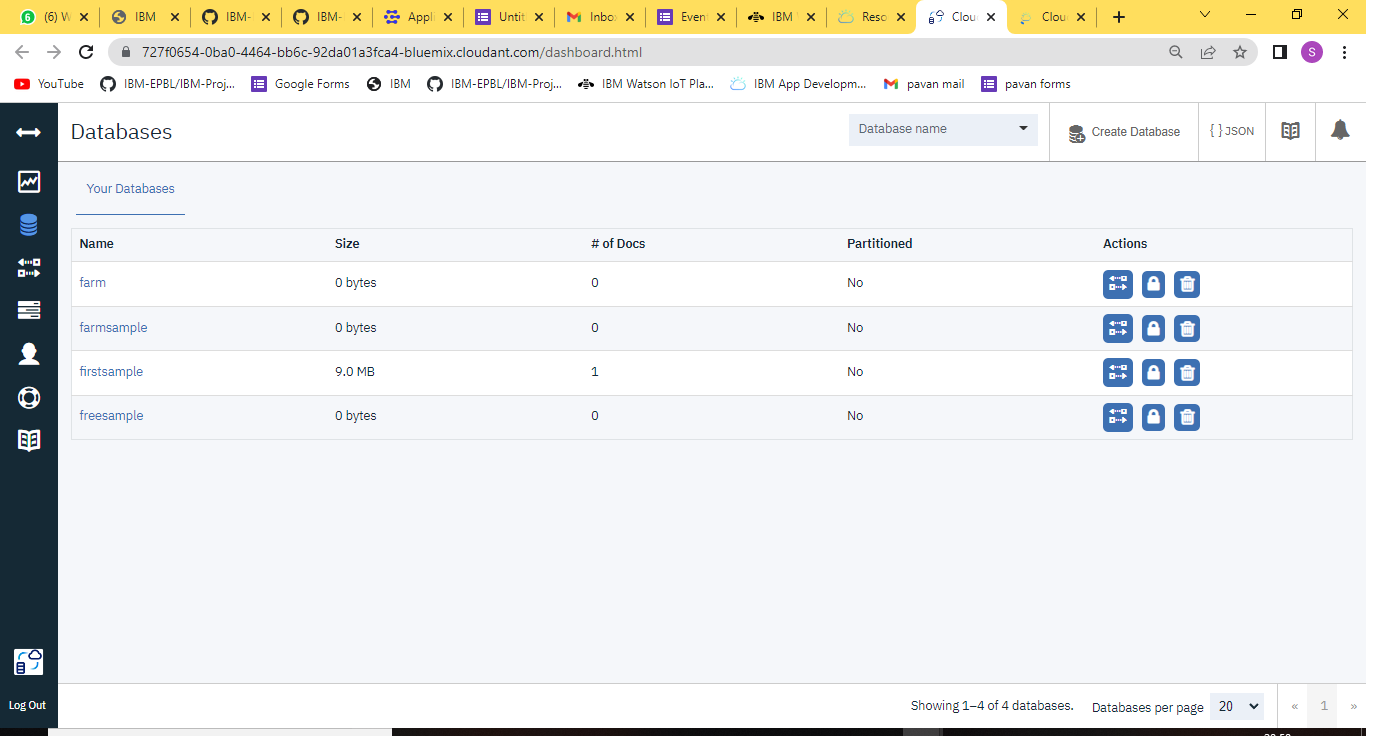 6 (6) W IBM IBM- IBM- Appli Untit Inbo Event IBM Reso Clou Clou
727f0654-0ba0-4464-bb6c-92da01a3fca4-bluemix.cloudant.com/dashboard.html S
YouTube IBM-EPBL/IBM-Proj... Google Forms IBM IBM-EPBL/IBM-Proj... IBM Watson IoT Pla... IBM App Developm... pavan mail pavan forms
Databases Database name Create Database { } JSON
Your Databases
Name Size # of Docs Partitioned Actions
farm 0 bytes 0 No
farmsample 0 bytes 0 No
firstsample 9.0 MB 1 No
freesample 0 bytes 0 No
Log Out
Showing 1–4 of 4 databases. Databases per page 20 « 1 »